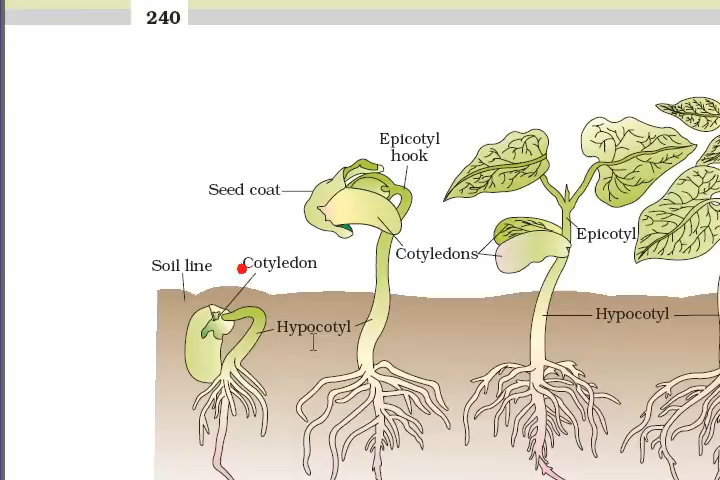 240
Epicotyl
hook
Seed coat
Epicotyl
Cotyledons
Soil line
Cotyledon
Hypocotyl
Hypocotyl